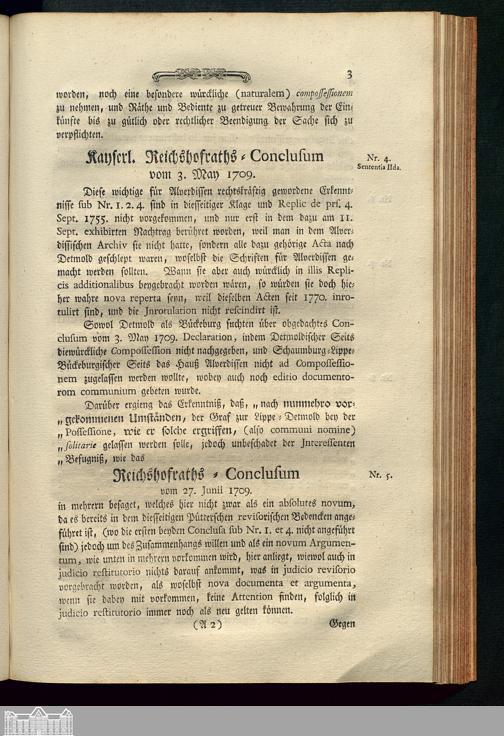 3
worden, noch eine besondere würckliche (naturalem) compossessionem
zu nehmen, und Räthe und Bediente zu getreuer Bewahrung der Ein-
künfte bis zu gütlich oder rechtlicher Beendigung der Sache sich zu
verpflichten.
Kayserl. Reichshofraths-Conclusum
Nr. 4.
Sententia IIda.
vom 3. May 1709.
Diese wichtige für Alverdissen rechtskräftig gewordene Erkennt-
nisse sub Nr. 1. 2. 4. sind in diesseitiger Klage und Replic de prs. 4.
Sept. 1755. nicht vorgekommen, und nur erst in dem dazu am 11.
Sept. exhibirten Nachtrag berühret worden, weil man in dem Alver-
dissischen Archiv sie nicht hatte, sondern alle dazu gehörige Acta nach
Detmold geschlept waren, woselbst die Schriften für Alverdissen ge-
macht werden sollten. Wann sie aber auch würcklich in illis Repli-
cis additionalibus beygebracht worden wären, so würden sie doch hie-
her wahre nova reperta seyn, weil dieselben Acten seit 1770. inro-
tulirt sind, und die Inrotulation nicht rescindirt ist.
Sowol Detmold als Bückeburg suchten über obgedachtes Con-
clusum vom 3. May 1709. Declaration, indem Detmoldischer Seits
diewürckliche Compossession nicht nachgegeben, und Schaumburg-Lippe-
Bückeburgischer Seits das Hauß Alverdissen nicht ad Compossessio-
nem zugelassen werden wollte, wobey auch noch editio documento-
rom communium gebeten wurde.
Darüber ergieng das Erkenntniß, daß, „nach nunmehro vor-
„gekommenen Umständen, der Graf zur Lippe-Detmold bey der
„Possessione, wie er solche ergriffen, (also communi nomine)
„solitarie gelassen werden solle, jedoch unbeschadet der Interessenten
„Befugniß, wie das
Reichshofraths-Conclusum
Nr. 5.
vom 27. Junii 1709.
in mehrern besaget, welches hier nicht zwar als ein absolutes novum,
da es bereits in dem diesseitigen Pütterschen revisorischen Bedencken ange-
führt ist, (wo die ersten beyden Conclusa sub Nr. 1. et 4. nicht angeführt
sind) jedoch um des Zusammenhangs willen und als ein novum Argumen-
tum, wie unten in mehrern vorkommen wird, hier anliegt, wiewol auch in
judicio restitutorio nichts darauf ankommt, was in judicio revisorio
vorgebracht worden, als woselbst nova documenta et argumenta,
wenn sie dabey mit vorkommen, keine Attention finden, folglich in
judicio restitutorio immer noch als neu gelten können.
(A 2)
Gegen